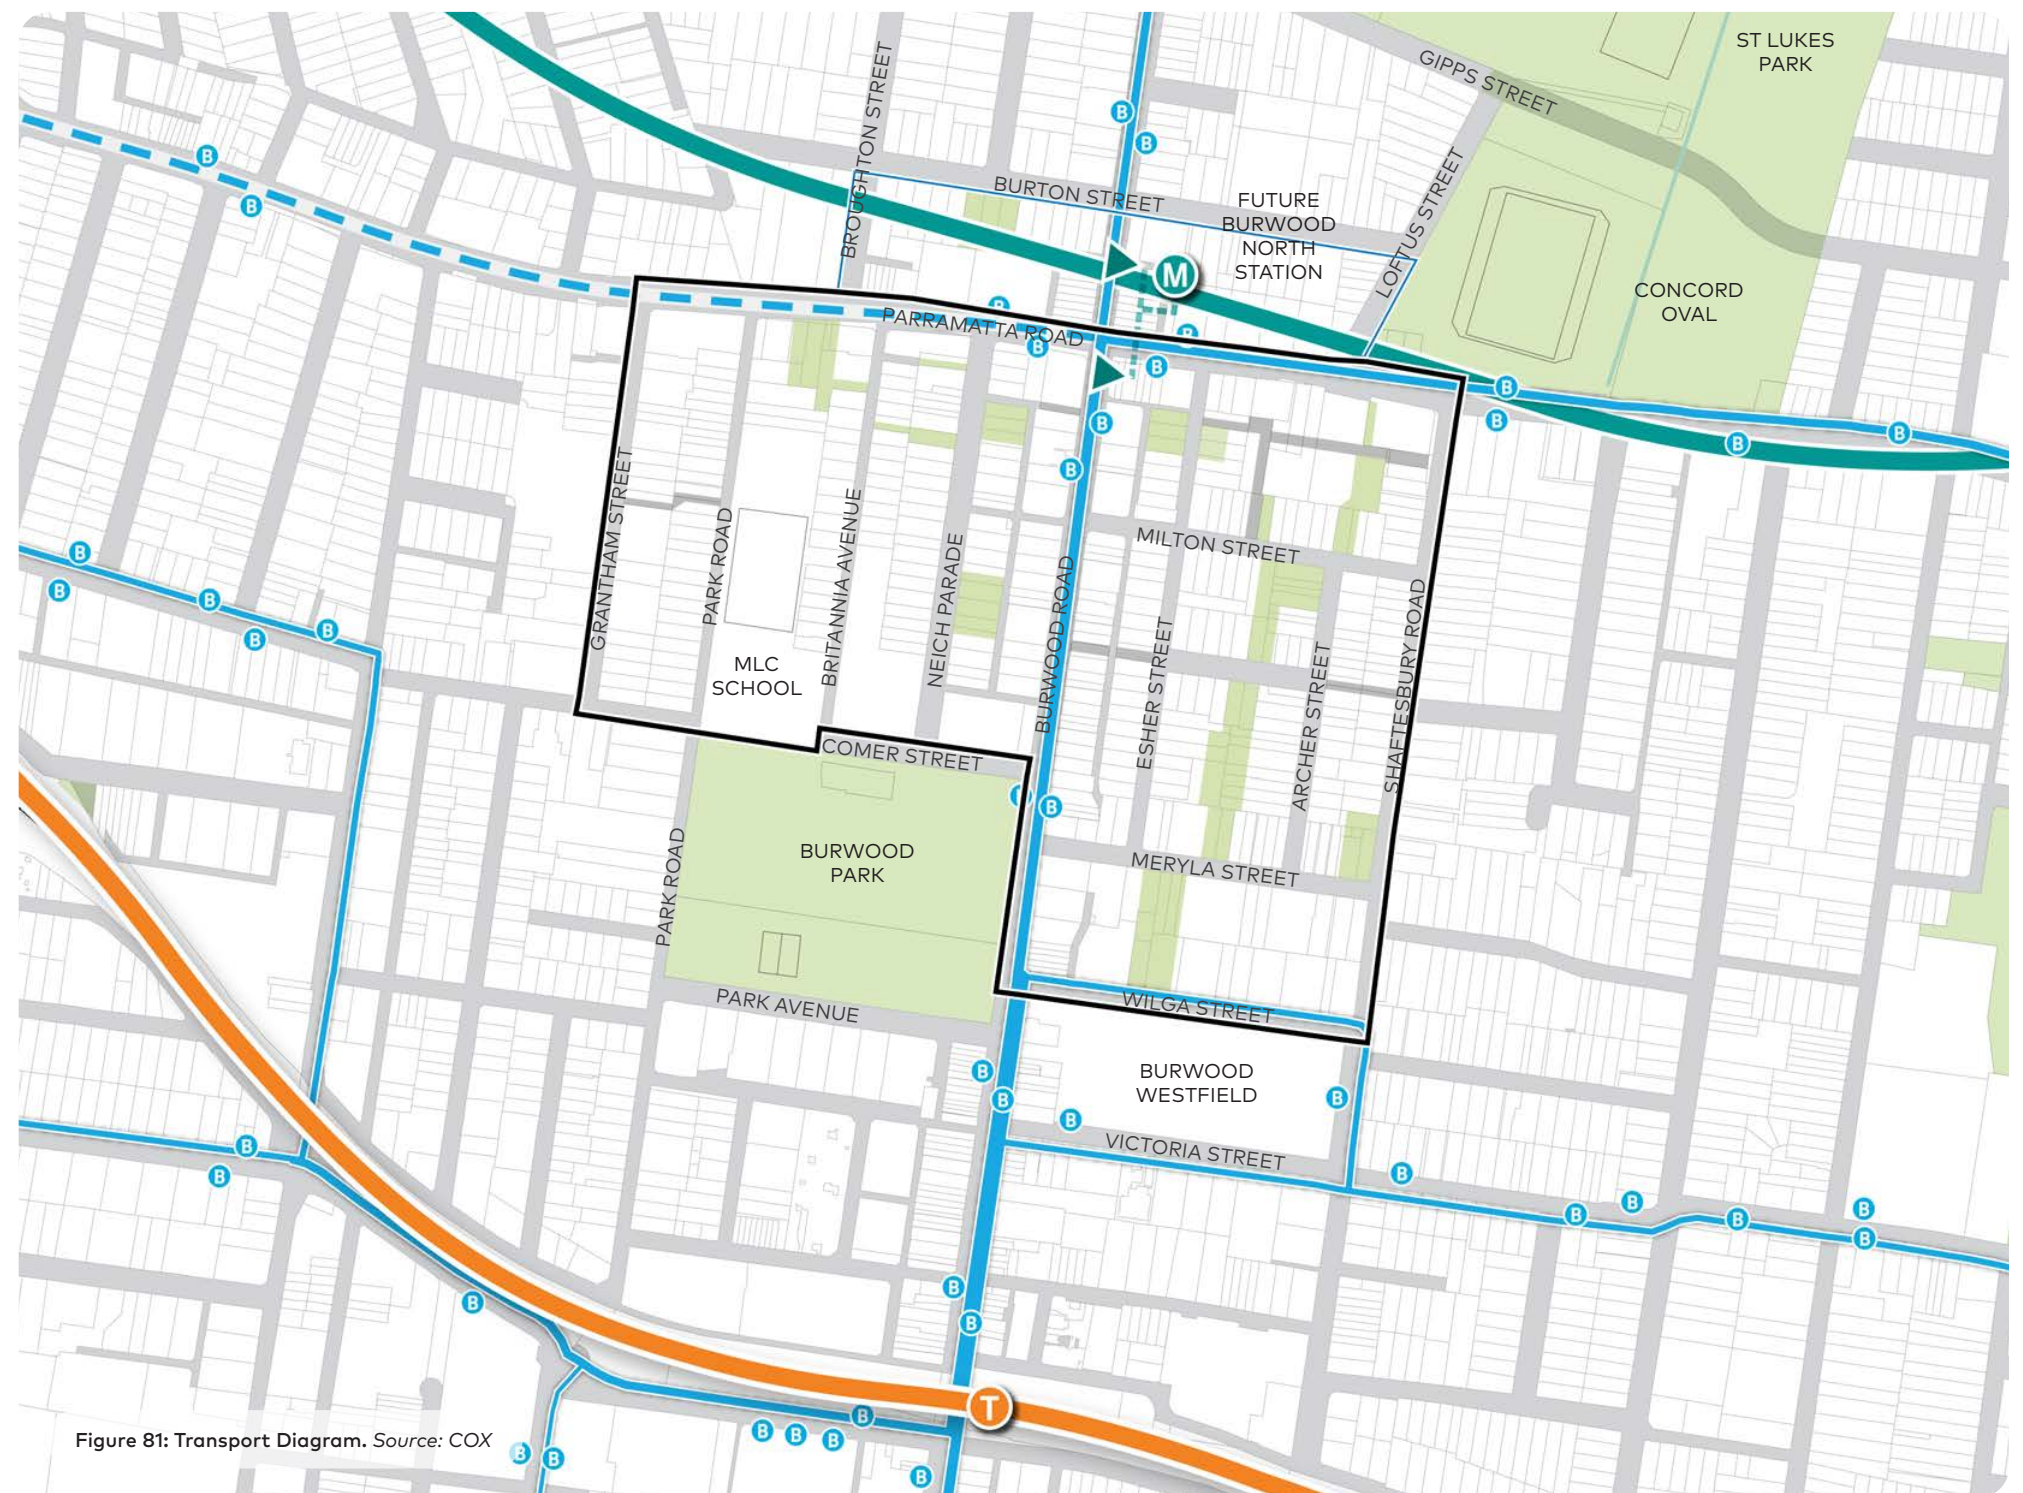 ST LUKES
PARK
GIPPS STREET
BROUGHTON STREET
B
B
B
B
BURTON STREET
LOFTUS STREET
FUTURE
BURWOOD
NORTH
STATION
M
CONCORD
OVAL
B
PARRAMATTA ROAD
B
B
B
B
B
B
B
B
B
B
GRANTHAM STREET
PARK ROAD
BRITANNIA AVENUE
NEICH PARADE
BURWOOD ROAD
MILTON STREET
ESHER STREET
ARCHER STREET
SHAFTESBURY ROAD
B
B
B
B
B
MLC
SCHOOL
COMER STREET
B
B
BURWOOD
PARK
PARK ROAD
MERYLA STREET
PARK AVENUE
WILGA STREET
BURWOOD
WESTFIELD
B
B
B
B
VICTORIA STREET
B
B
B
B
B
B
B
B
B
B
B
T
B
B
B
B
B
B
B
Figure 81: Transport Diagram. Source: COX